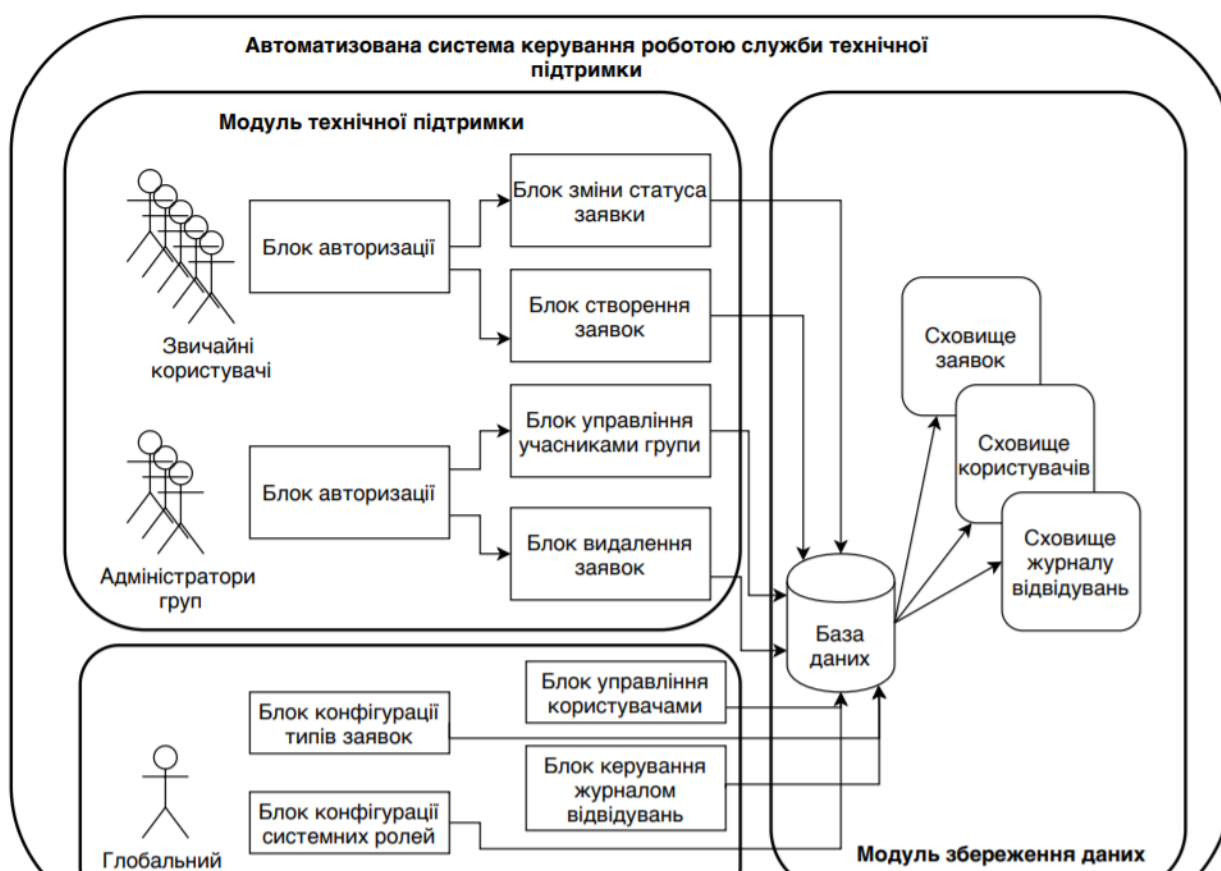 Автоматизована система керування роботою служби технічної
підтримки
Модуль технічної підтримки
Блок зміни статуса
заявки
Блок авторизації
Блок створення
заявок
Звичайні
користувачі
Блок управління
учасниками групи
Блок авторизації
Блок видалення
заявок
Адміністратори
груп
Сховище
заявок
Сховище
користувачів
Сховище
журналу
відвідувань
База
даних
Блок управління
користувачами
Блок конфігурації
типів заявок
Блок керування
журналом
відвідувань
Блок конфігурації
системних ролей
Глобальний
Модуль збереження даних